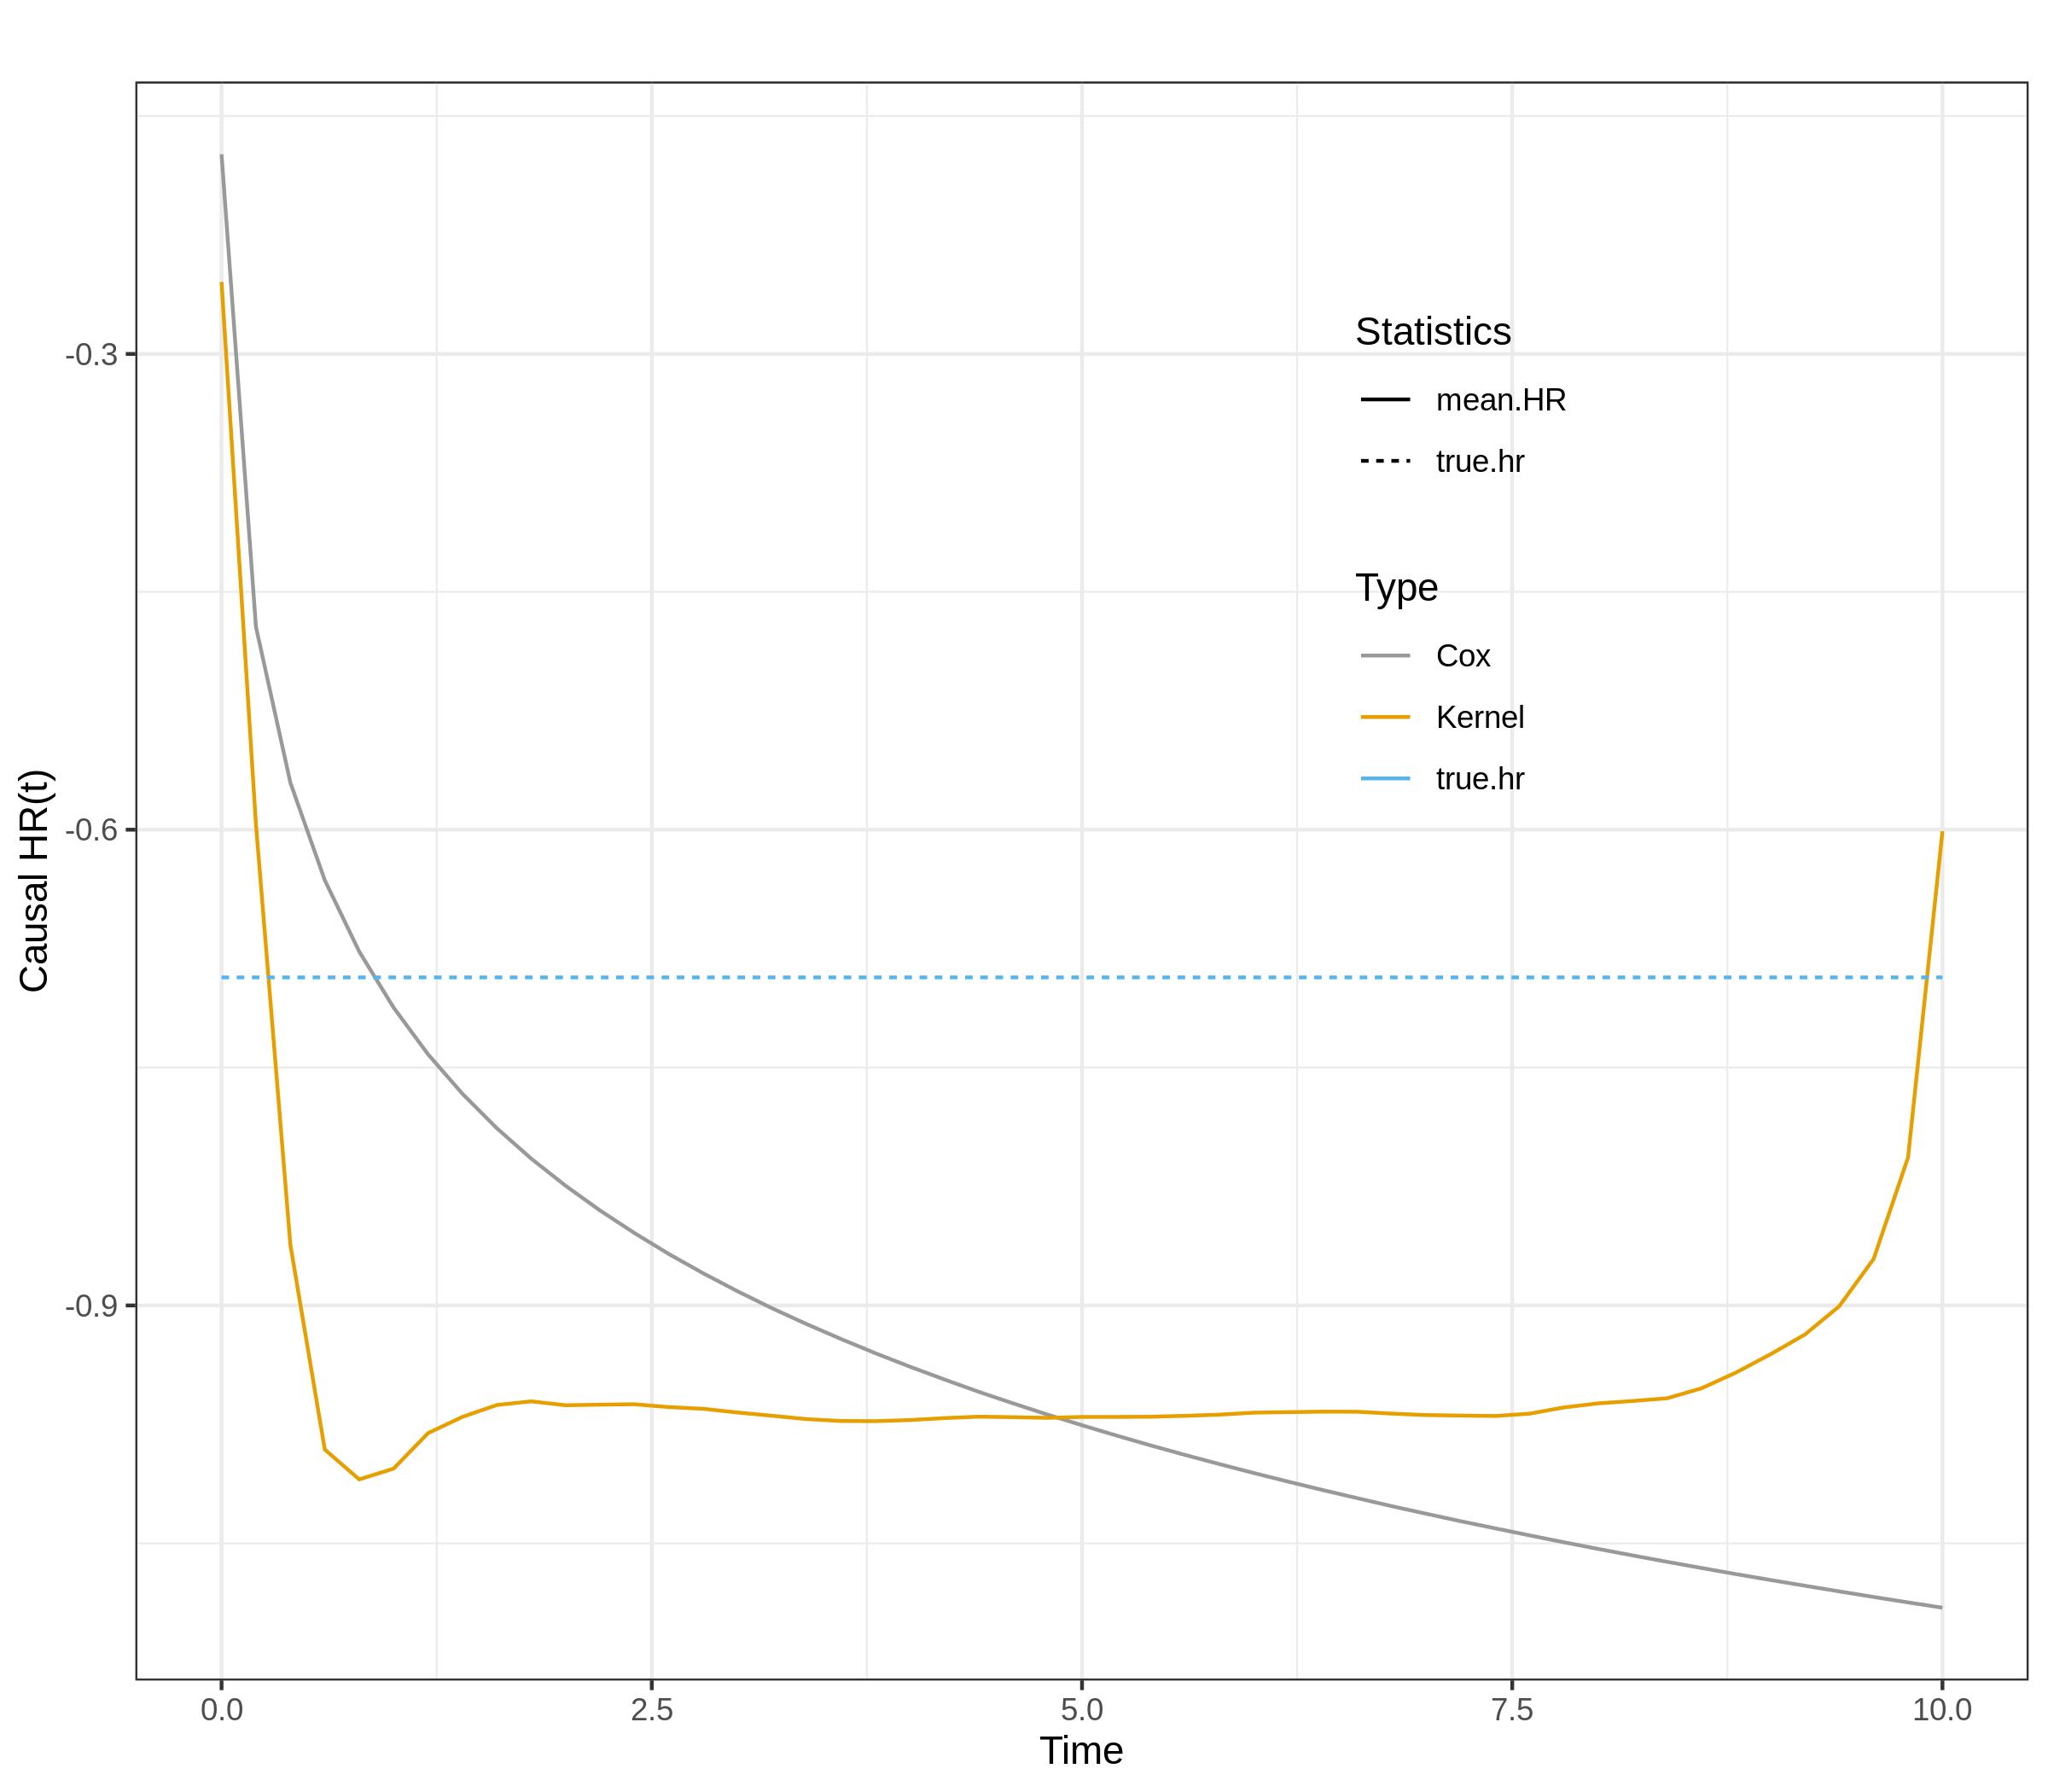 Causal HR(t)
-0.3
-0.6
-0.9
Statistics
mean.HR
true.hr
Type
Cox
Kernel
true.hr
0.0 2.5 5.0 7.5 10.0
Time